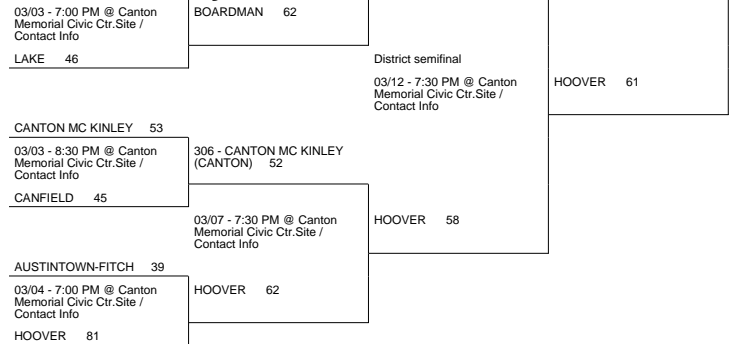 03/03 - 7:00 PM @ Canton
Memorial Civic Ctr.Site /
Contact Info
LAKE 46
BOARDMAN 62
CANTON MC KINLEY 53
03/03 - 8:30 PM @ Canton
Memorial Civic Ctr.Site /
Contact Info
CANFIELD 45
306 - CANTON MC KINLEY
(CANTON) 52
03/07 - 7:30 PM @ Canton
Memorial Civic Ctr.Site /
Contact Info
AUSTINTOWN-FITCH 39
03/04 - 7:00 PM @ Canton
Memorial Civic Ctr.Site /
Contact Info
HOOVER 81
HOOVER 62
District semifinal
03/12 - 7:30 PM @ Canton
Memorial Civic Ctr.Site /
Contact Info
HOOVER 58
HOOVER 61